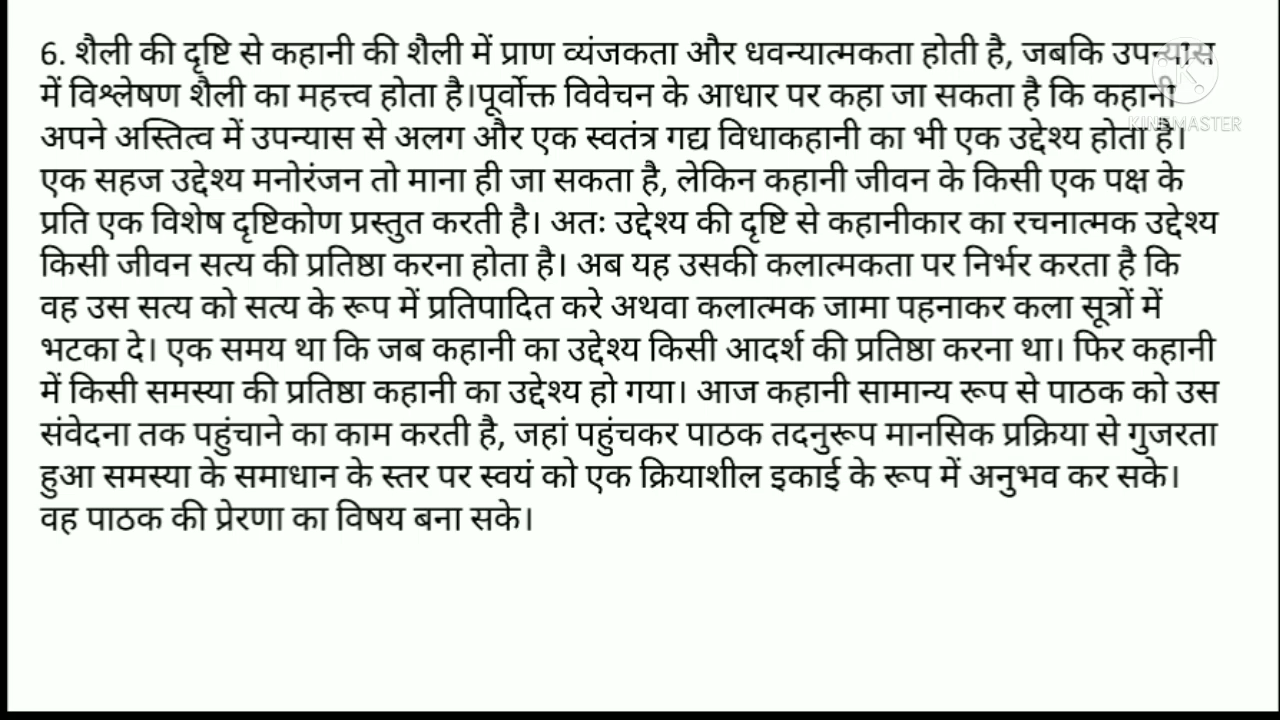 6. शैली की दृष्टि से कहानी की शैली में प्राण व्यंजकता और धवन्यात्मकता होती है, जबकि उपन्यास
में विश्लेषण शैली का महत्त्व होता है।पूर्वोक्त विवेचन के आधार पर कहा जा सकता है कि कहानी
अपने अस्तित्व में उपन्यास से अलग और एक स्वतंत्र गद्य विधाकहानी का भी एक उद्देश्य होता है।
एक सहज उद्देश्य मनोरंजन तो माना ही जा सकता है, लेकिन कहानी जीवन के किसी एक पक्ष के
प्रति एक विशेष दृष्टिकोण प्रस्तुत करती है। अतः उद्देश्य की दृष्टि से कहानीकार का रचनात्मक उद्देश्य
किसी जीवन सत्य की प्रतिष्ठा करना होता है। अब यह उसकी कलात्मकता पर निर्भर करता है कि
वह उस सत्य को सत्य के रूप में प्रतिपादित करे अथवा कलात्मक जामा पहनाकर कला सूत्रों में
भटका दे। एक समय था कि जब कहानी का उद्देश्य किसी आदर्श की प्रतिष्ठा करना था। फिर कहानी
में किसी समस्या की प्रतिष्ठा कहानी का उद्देश्य हो गया। आज कहानी सामान्य रूप से पाठक को उस
संवेदना तक पहुंचाने का काम करती है, जहां पहुंचकर पाठक तदनुरूप मानसिक प्रक्रिया से गुजरता
हुआ समस्या के समाधान के स्तर पर स्वयं को एक क्रियाशील इकाई के रूप में अनुभव कर सके।
वह पाठक की प्रेरणा का विषय बना सके।
K
KINEMASTER